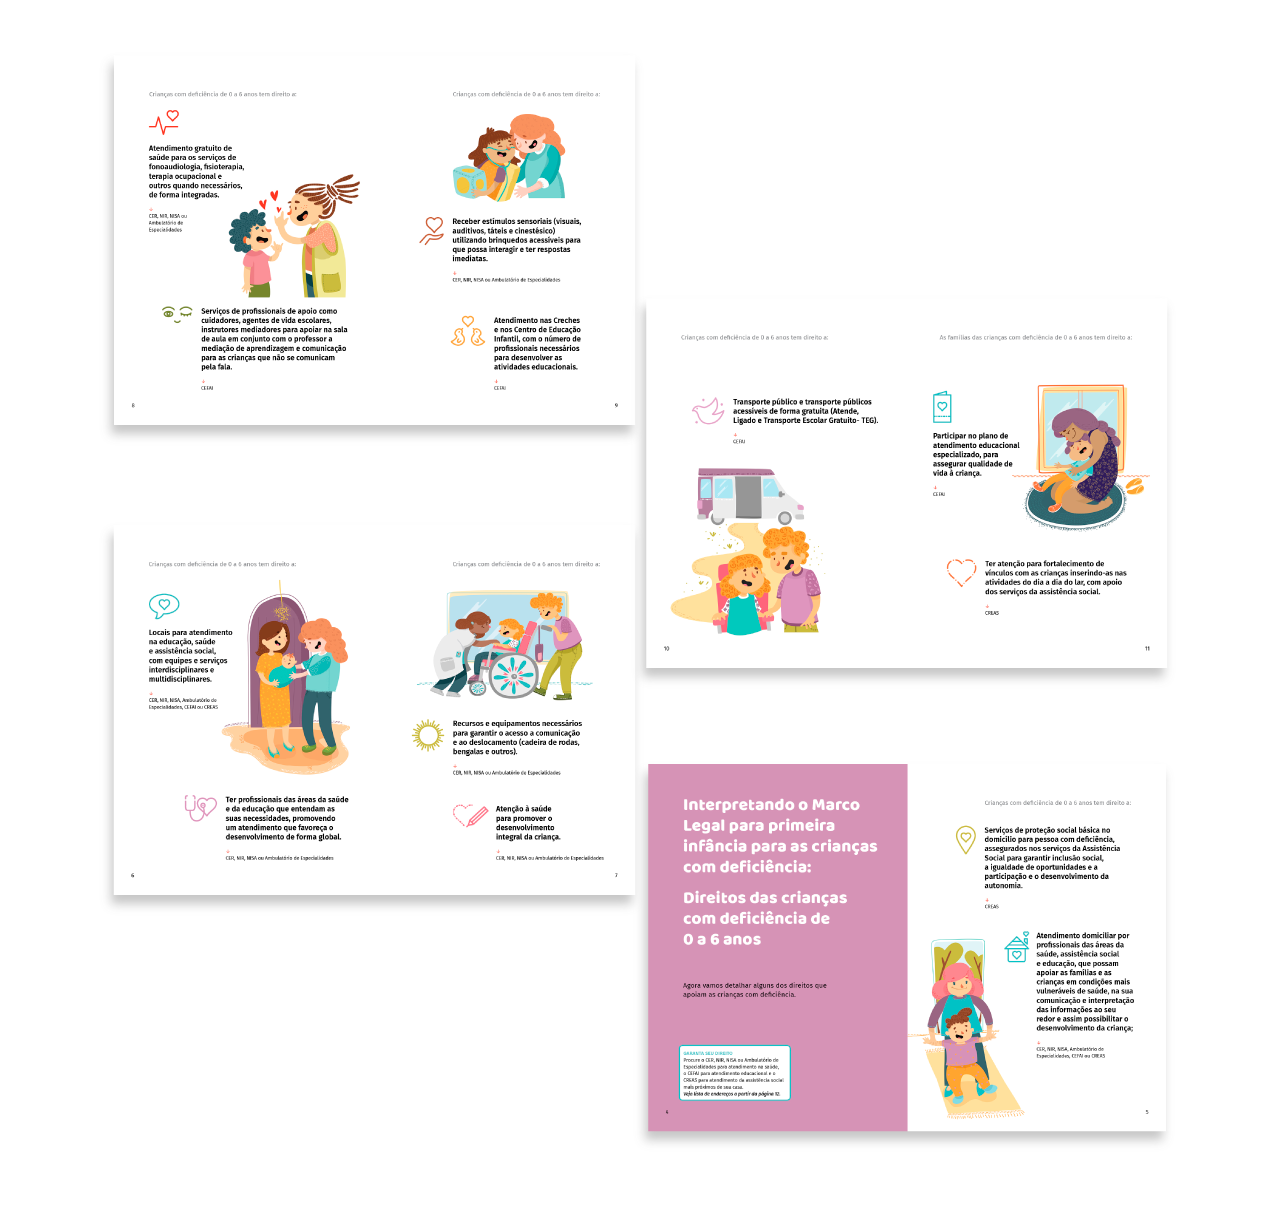 Crianças com deficiência de 0 a 6 anos tem direito a:
Atendimento gratuito de
saúde para os serviços de
fonoaudiologia, fisioterapia,
terapia ocupacional e
outros quando necessários,
de forma integradas.
+
CER, NIR, NISA ou
Ambulatório de
Especialidades
Serviços de profissionais de apoio como
cuidadores, agentes de vida escolares,
instrutores mediadores para apoiar na sala
de aula em conjunto com o professor a
mediação de aprendizagem e comunicação
para as crianças que não se comunicam
pela fala.
+
CEFAI
8
Crianças com deficiência de 0 a 6 anos tem direito a:
Receber estímulos sensoriais (visuais,
auditivos, táteis e cinestésico)
utilizando brinquedos acessíveis para
que possa interagir e ter respostas
imediatas.
+
CER, NIR, NISA ou Ambulatório de Especialidades
Atendimento nas Creches
e nos Centro de Educação
Infantil, com o número de
profissionais necessários
para desenvolver as
atividades educacionais.
+
CEFAI
9
Crianças com deficiência de 0 a 6 anos tem direito a:
Transporte público e transporte públicos
acessíveis de forma gratuita (Atende,
Ligado e Transporte Escolar Gratuito- TEG).
+
CEFAI
10
As famílias das crianças com deficiência de 0 a 6 anos tem direito a:
Participar no plano de
atendimento educacional
especializado, para
assegurar qualidade de
vida à criança.
+
CEFAI
Ter atenção para fortalecimento de
vínculos com as crianças inserindo-as nas
atividades do dia a dia do lar, com apoio
dos serviços da assistência social.
+
CREAS
11
Crianças com deficiência de 0 a 6 anos tem direito a:
Locais para atendimento
na educação, saúde
e assistência social,
com equipes e serviços
interdisciplinares e
multidisciplinares.
+
CER, NIR, NISA, Ambulatório de
Especialidades, CEFAI ou CREAS
Ter profissionais das áreas da saúde
e da educação que entendam as
suas necessidades, promovendo
um atendimento que favoreça o
desenvolvimento de forma global.
+
CER, NIR, NISA ou Ambulatório de Especialidades
6
Crianças com deficiência de 0 a 6 anos tem direito a:
Recursos e equipamentos necessários
para garantir o acesso a comunicação
e ao deslocamento (cadeira de rodas,
bengalas e outros).
+
CER, NIR, NISA ou Ambulatório de Especialidades
Atenção à saúde
para promover o
desenvolvimento
integral da criança.
+
CER, NIR, NISA ou Ambulatório de Especialidades
7
Interpretando o Marco
Legal para primeira
infância para as crianças
com deficiência:
Direitos das crianças
com deficiência de
0 a 6 anos
Agora vamos detalhar alguns dos direitos que
apoiam as crianças com deficiência.
GARANTA SEU DIREITO
Procure o CER, NIR, NISA ou Ambulatório de
Especialidades para atendimento na saúde,
o CEFAI para atendimento educacional e o
CREAS para atendimento da assistência social
mais próximos de sua casa.
Veja lista de endereços a partir da página 12.
4
Crianças com deficiência de 0 a 6 anos tem direito a:
Serviços de proteção social básica no
domicílio para pessoa com deficiência,
assegurados nos serviços da Assistência
Social para garantir inclusão social,
a igualdade de oportunidades e a
participação e o desenvolvimento da
autonomia.
+
CREAS
Atendimento domiciliar por
profissionais das áreas da
saúde, assistência social
e educação, que possam
apoiar as famílias e as
crianças em condições mais
vulneráveis de saúde, na sua
comunicação e interpretação
das informações ao seu
redor e assim possibilitar o
desenvolvimento da criança;
+
CER, NIR, NISA, Ambulatório de
Especialidades, CEFAI ou CREAS
5